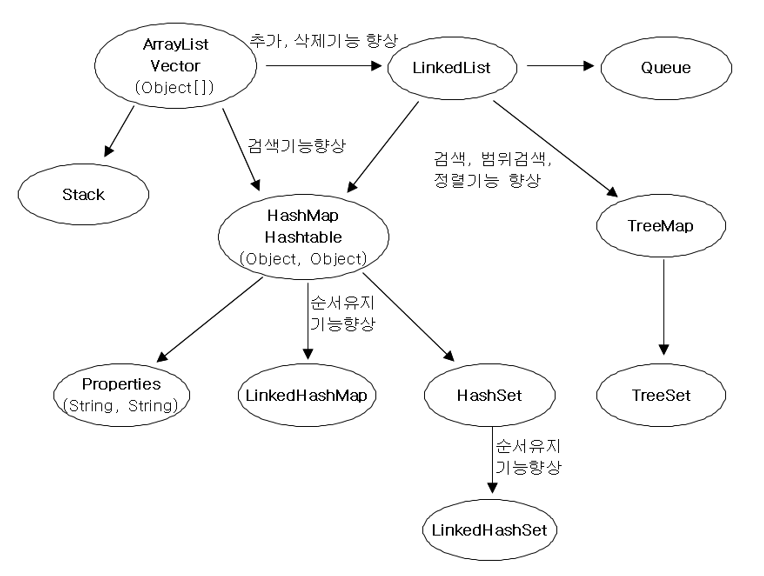 ArrayList
Vector
(Object[])
추가, 삭제기능 향상
LinkedList
Queue
검색기능향상
검색, 범위검색,
정렬기능 향상
Stack
HashMap
Hashtable
(Object, Object)
TreeMap
순서유지
기능향상
Properties
(String, String)
LinkedHashMap
HashSet
TreeSet
순서유지
기능향상
LinkedHashSet